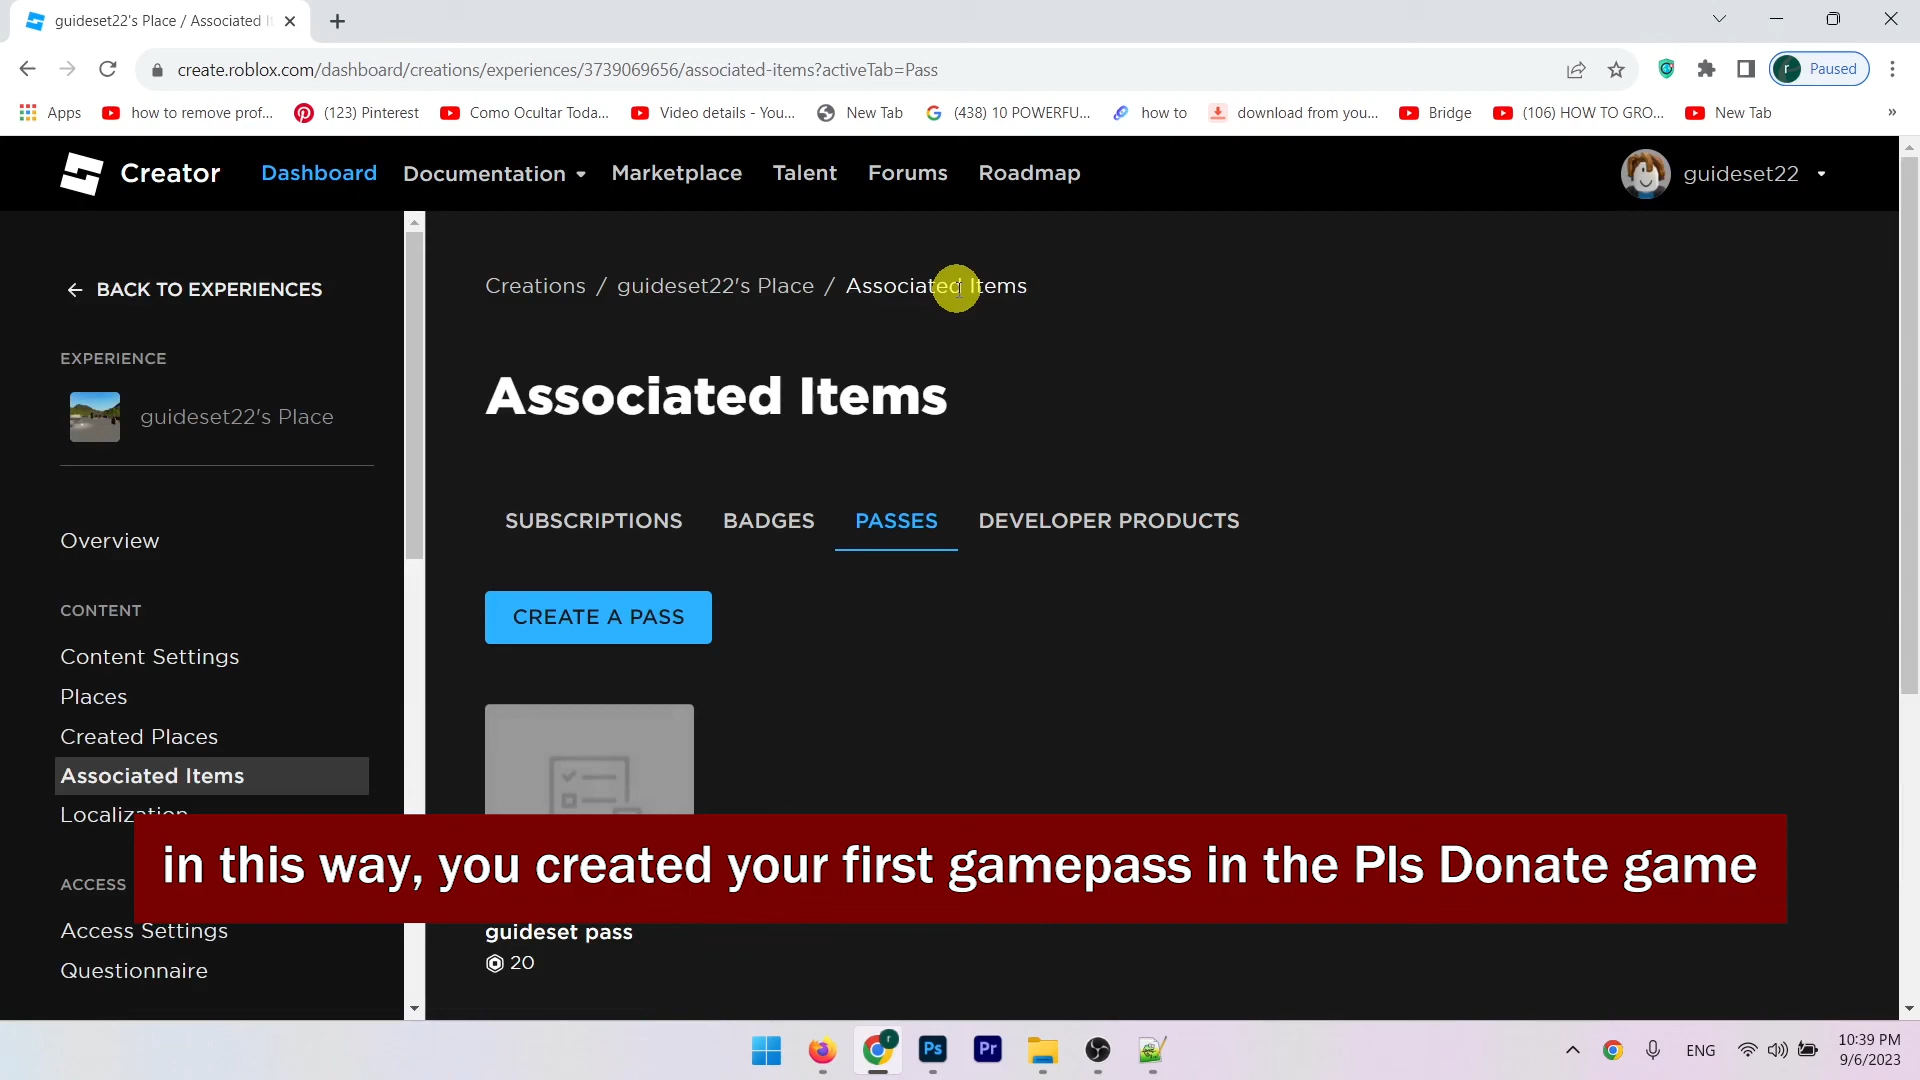 guideset22's Place / Associated I
create.roblox.com/dashboard/creations/experiences/3739069656/associated-items?activeTab=Pass
r Paused
Apps how to remove prof... (123) Pinterest Como Ocultar Toda... Video details - You... New Tab (438) 10 POWERFU... how to download from you... Bridge (106) HOW TO GRO... New Tab »
Creator Dashboard Documentation Marketplace Talent Forums Roadmap guideset22
BACK TO EXPERIENCES
EXPERIENCE
guideset22's Place
Overview
CONTENT
Content Settings
Places
Created Places
Associated Items
Localization
ACCESS
Access Settings
Questionnaire
Creations / guideset22's Place / Associated Items
Associated Items
SUBSCRIPTIONS BADGES PASSES DEVELOPER PRODUCTS
CREATE A PASS
in this way, you created your first gamepass in the Pls Donate game
guideset pass
20
r Ps Pr
ENG
10:39 PM
9/6/2023